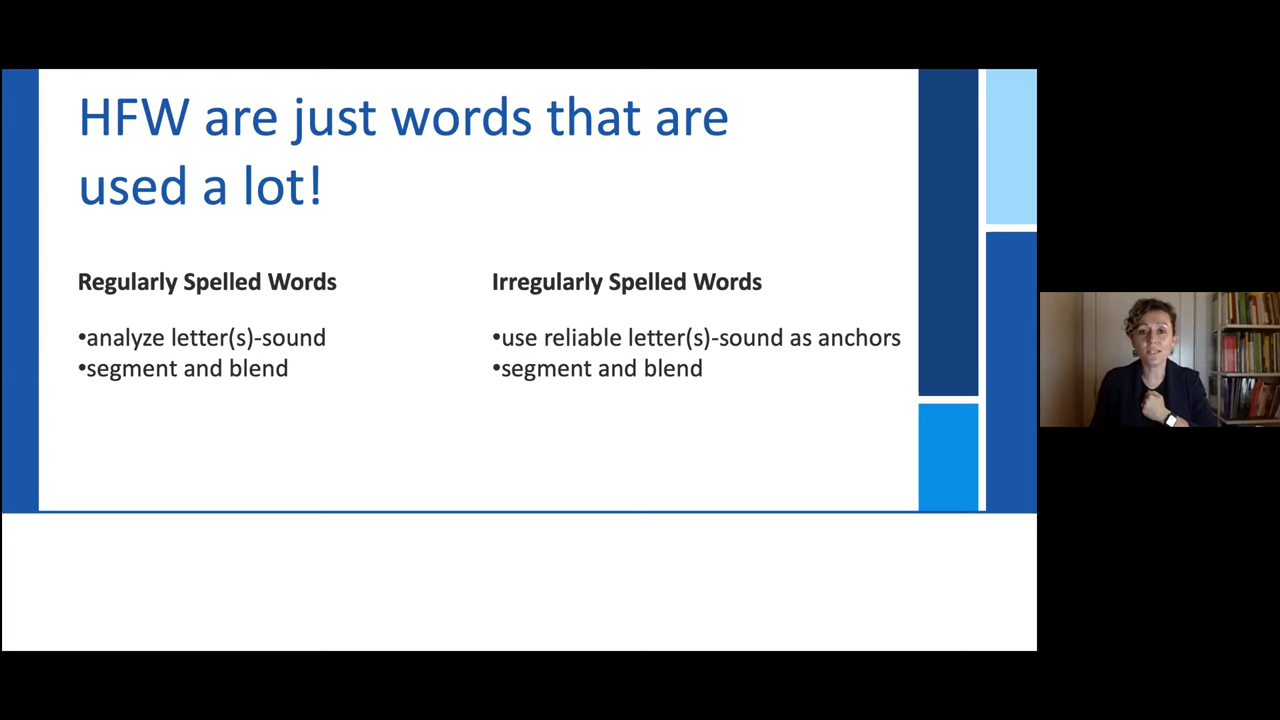 HFW are just words that are
used a lot!
Regularly Spelled Words
•analyze letter(s)-sound
•segment and blend
Irregularly Spelled Words
•use reliable letter(s)-sound as anchors
•segment and blend